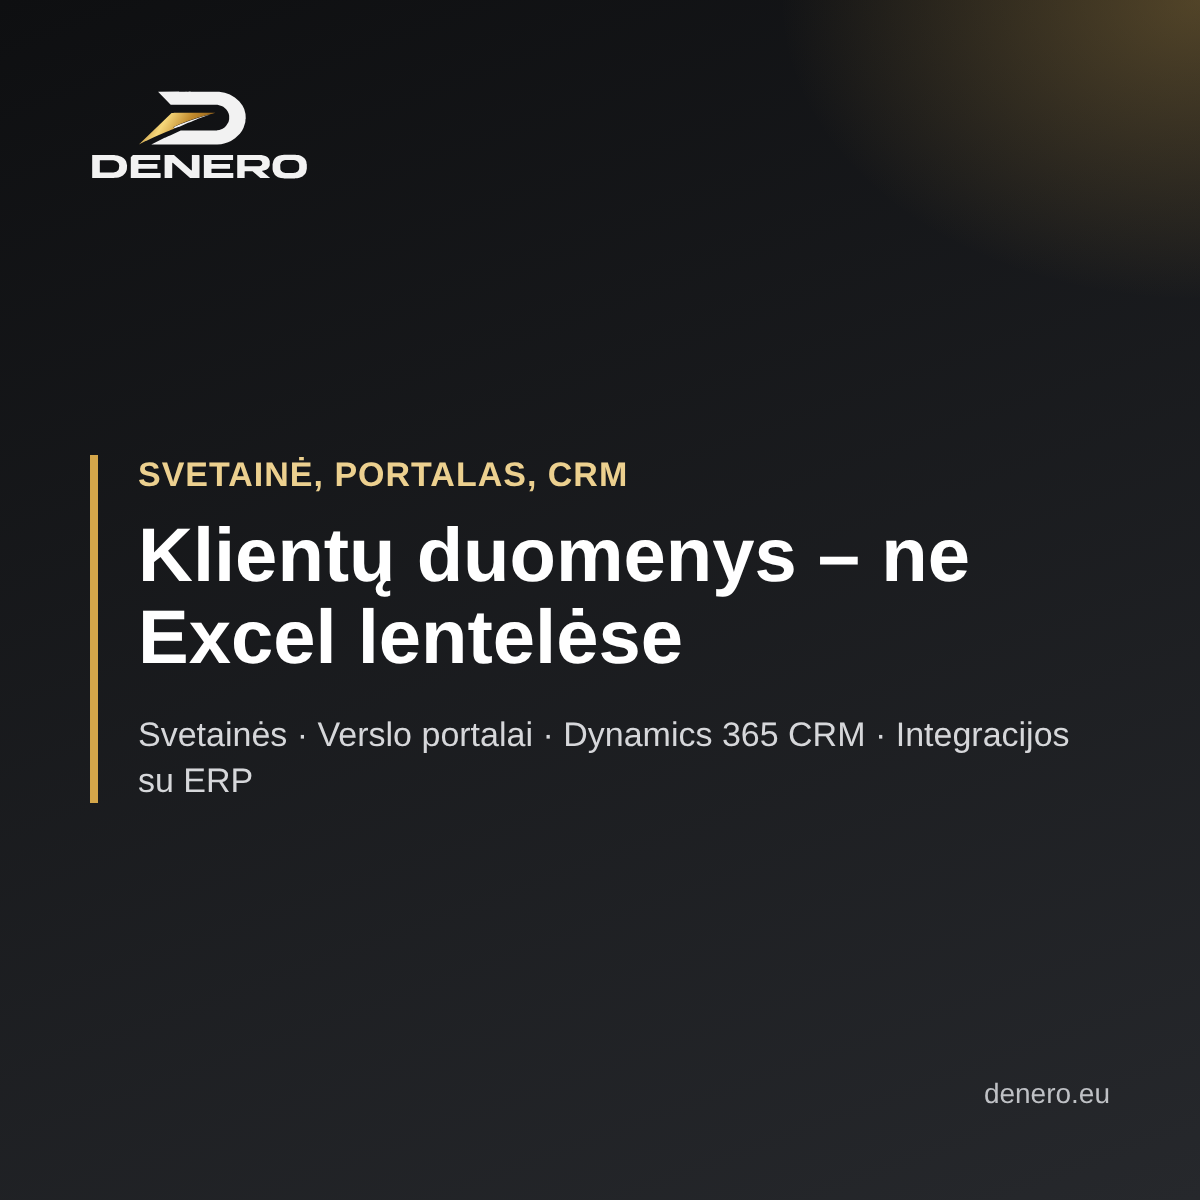 DENERO
SVETAINĖ, PORTALAS, CRM
Klientų duomenys – ne
Excel lentelėse
Svetainės · Verslo portalai · Dynamics 365 CRM · Integracijos
su ERP
denero.eu